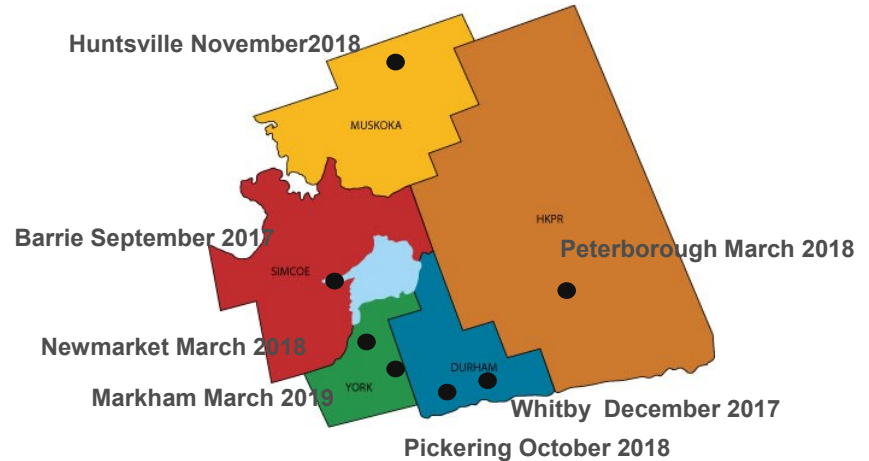 Huntsville November2018
MUSKOKA
HKPR
Barrie September 2017
Peterborough March 2018
SIMCOE
Newmarket March 2018
DURHAM
YORK
Markham March 2019
Whitby  December 2017
Pickering October 2018